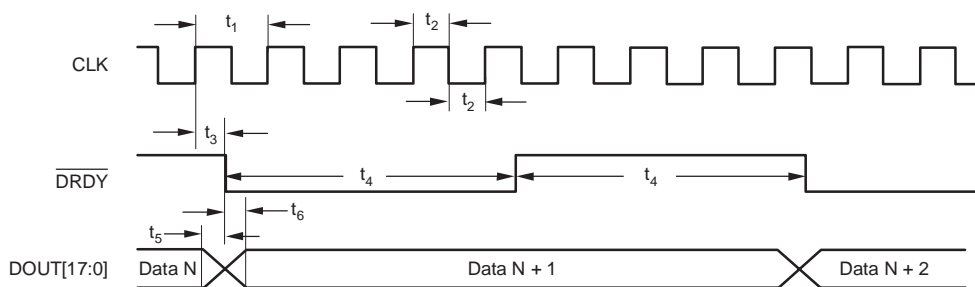 t1
t2
CLK
t2
t3
DRDY
t4
t4
t6
t5
DOUT[17:0]
Data N
Data N + 1
Data N + 2